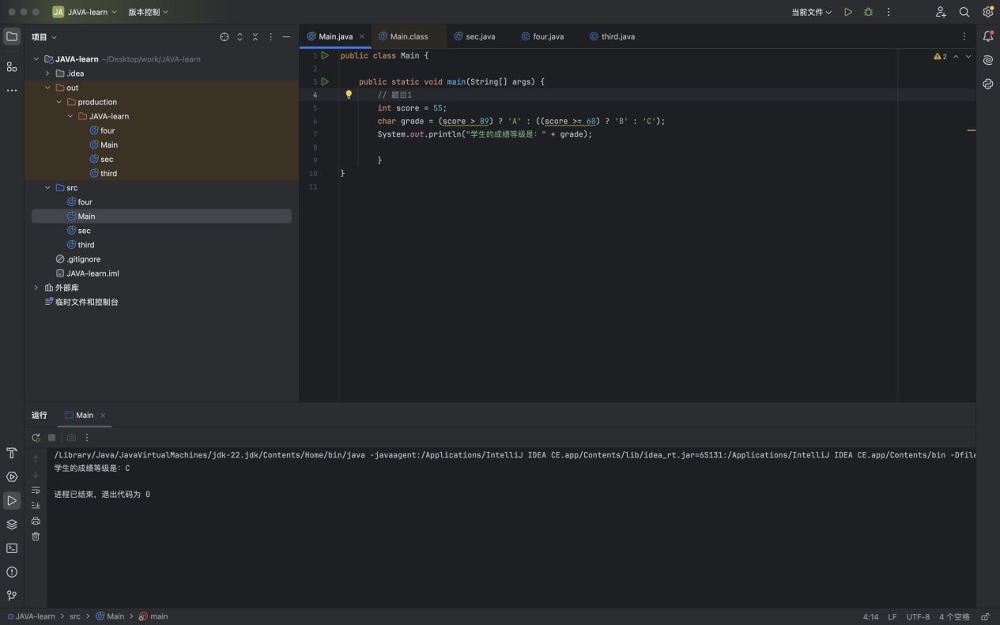 JA JAVA-learn 版本控制 当前文件
项目
Main.java Main.class sec.java four.java third.java
JAVA-learn ~/Desktop/work/JAVA-learn
.idea
out
production
JAVA-learn
four
Main
sec
third
src
four
Main
sec
third
.gitignore
JAVA-learn.iml
外部库
临时文件和控制台
1 public class Main {
2
3 public static void main(String[] args) {
4 // 题目1
5 int score = 55;
6 char grade = (score > 89) ? 'A' : ((score >= 60) ? 'B' : 'C');
7 System.out.println("学生的成绩等级是: " + grade);
8
9 }
10 }
11
2
运行 Main
/Library/Java/JavaVirtualMachines/jdk-22.jdk/Contents/Home/bin/java -javaagent:/Applications/IntelliJ IDEA CE.app/Contents/lib/idea_rt.jar=65131:/Applications/IntelliJ IDEA CE.app/Contents/bin -Dfile
学生的成绩等级是: C
进程已结束，退出代码为 0
JAVA-learn > src > Main > main 4:14 LF UTF-8 4 个空格